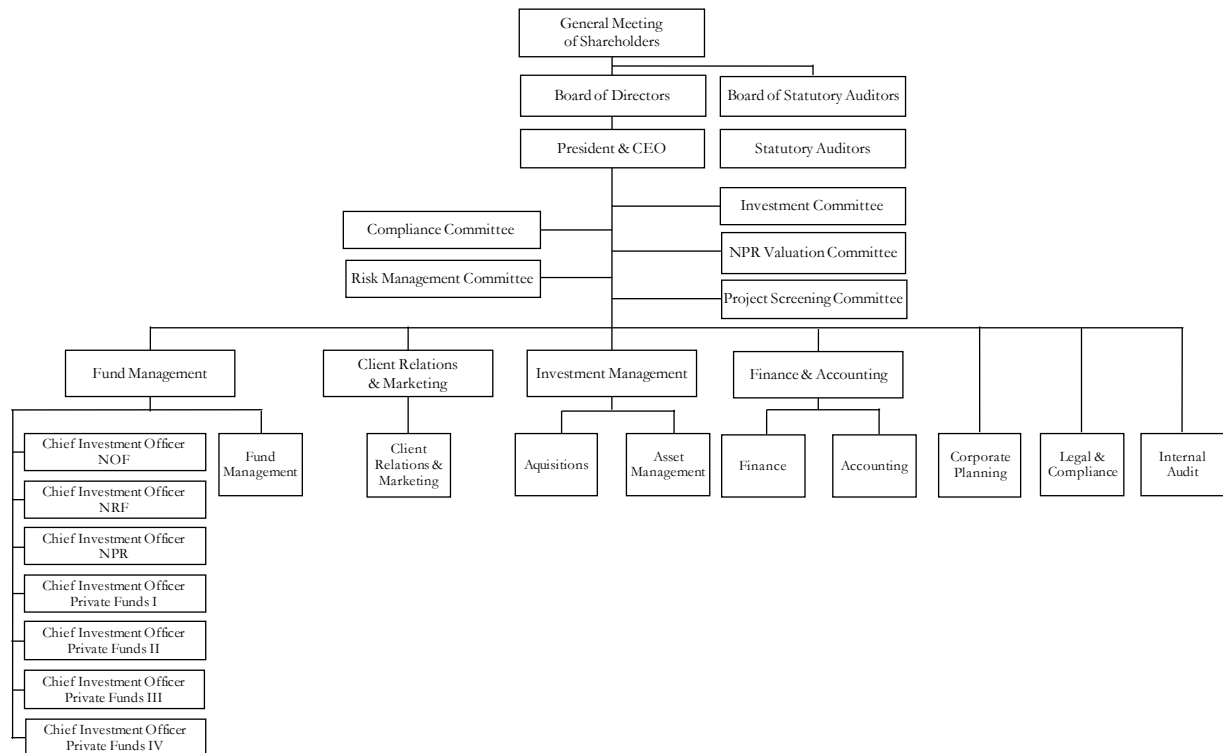 General Meeting
of Shareholders
Board of Directors
Board of Statutory Auditors
President & CEO
Statutory Auditors
Investment Committee
Compliance Committee
NPR Valuation Committee
Risk Management Committee
Project Screening Committee
Fund Management
Client Relations
& Marketing
Investment Management
Finance & Accounting
Chief Investment Officer
NOF
Fund
Management
Client
Relations &
Marketing
Aquisitions
Asset
Management
Finance
Accounting
Corporate
Planning
Legal &
Compliance
Internal
Audit
Chief Investment Officer
NRF
Chief Investment Officer
NPR
Chief Investment Officer
Private Funds I
Chief Investment Officer
Private Funds II
Chief Investment Officer
Private Funds III
Chief Investment Officer
Private Funds IV